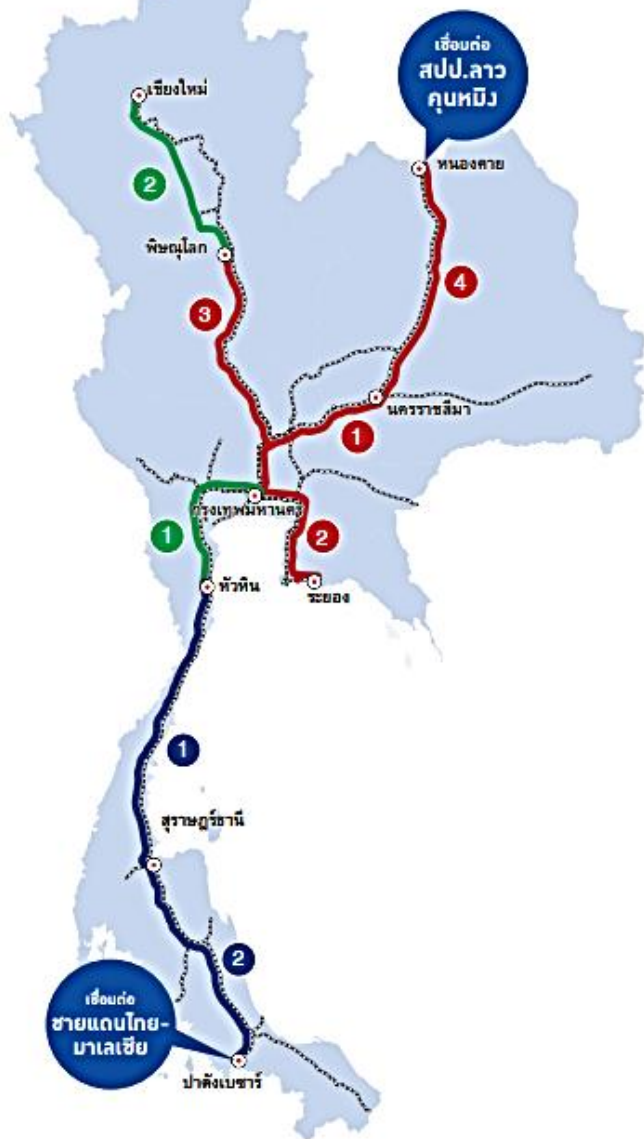 เชื่อมต่อ
สปป.ลาว
คุนหมิง
เชียงใหม่
หนองคาย
2
พิษณุโลก
4
3
นครราชสีมา
1
กรุงเทพมหานคร
1
2
หัวหิน
ระยอง
1
สุราษฎร์ธานี
2
เชื่อมต่อ
ชายแดนไทย-
มาเลเซีย
ปาดังเบซาร์